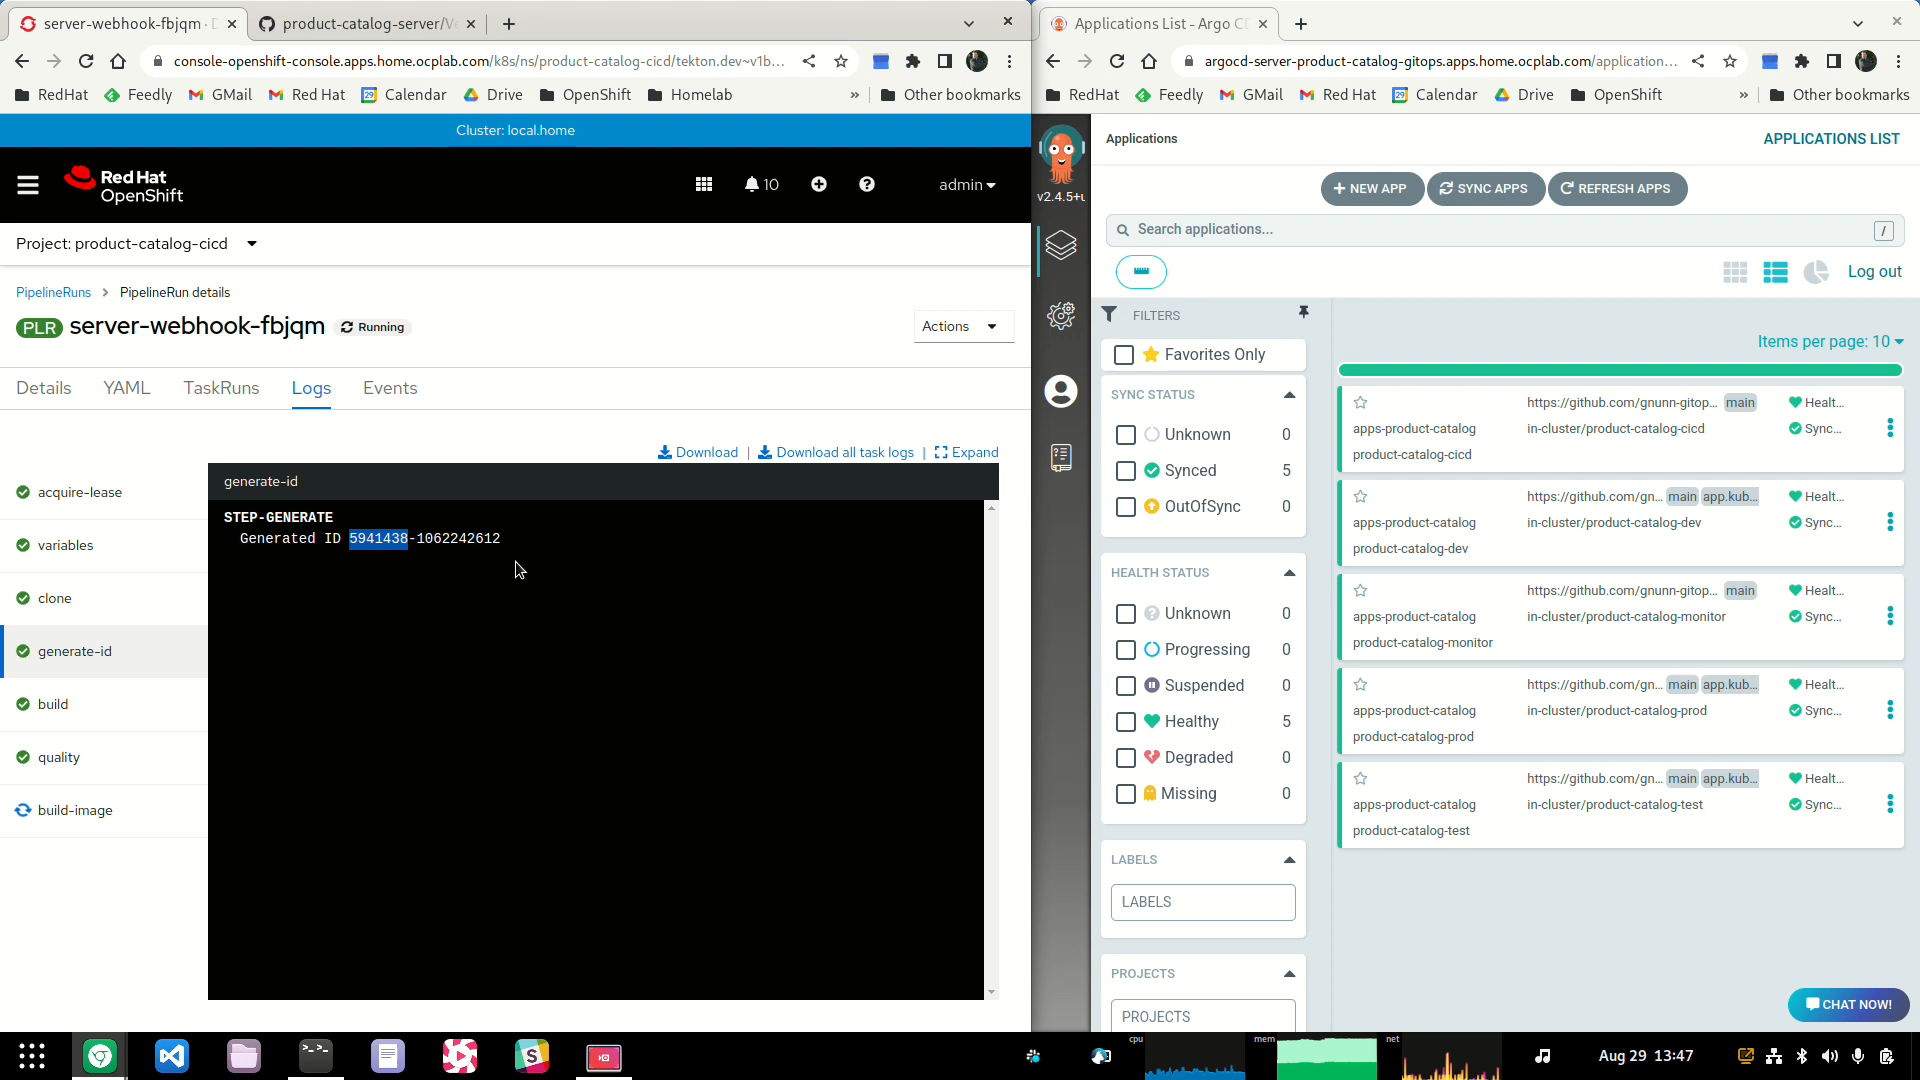 server-webhook-fbjqm · D
product-catalog-server/Ve
console-openshift-console.apps.home.ocplab.com/k8s/ns/product-catalog-cicd/tekton.dev~v1b...
RedHat
Feedly
GMail
Red Hat
Calendar
Drive
OpenShift
Homelab
»
Other bookmarks
Cluster: local.home
Red Hat
OpenShift
10
admin
Project: product-catalog-cicd
PipelineRuns > PipelineRun details
PLR server-webhook-fbjqm Running
Actions
Details
YAML
TaskRuns
Logs
Events
Download | Download all task logs | Expand
acquire-lease
variables
clone
generate-id
build
quality
build-image
generate-id
STEP-GENERATE
Generated ID 5941438-1062242612
Applications List - Argo CD
argocd-server-product-catalog-gitops.apps.home.ocplab.com/application...
RedHat
Feedly
GMail
Red Hat
Calendar
Drive
OpenShift
»
Other bookmarks
v2.4.5+u
Applications
APPLICATIONS LIST
+ NEW APP
SYNC APPS
REFRESH APPS
Search applications...
/
Log out
FILTERS
Favorites Only
SYNC STATUS
Unknown 0
Synced 5
OutOfSync 0
HEALTH STATUS
Unknown 0
Progressing 0
Suspended 0
Healthy 5
Degraded 0
Missing 0
LABELS
LABELS
PROJECTS
PROJECTS
Items per page: 10
https://github.com/gnunn-gitop... main Healt...
apps-product-catalog in-cluster/product-catalog-cicd Sync...
product-catalog-cicd
https://github.com/gn... main app.kub... Healt...
apps-product-catalog in-cluster/product-catalog-dev Sync...
product-catalog-dev
https://github.com/gnunn-gitop... main Healt...
apps-product-catalog in-cluster/product-catalog-monitor Sync...
product-catalog-monitor
https://github.com/gn... main app.kub... Healt...
apps-product-catalog in-cluster/product-catalog-prod Sync...
product-catalog-prod
https://github.com/gn... main app.kub... Healt...
apps-product-catalog in-cluster/product-catalog-test Sync...
product-catalog-test
CHAT NOW!
cpu
mem
net
Aug 29 13:47